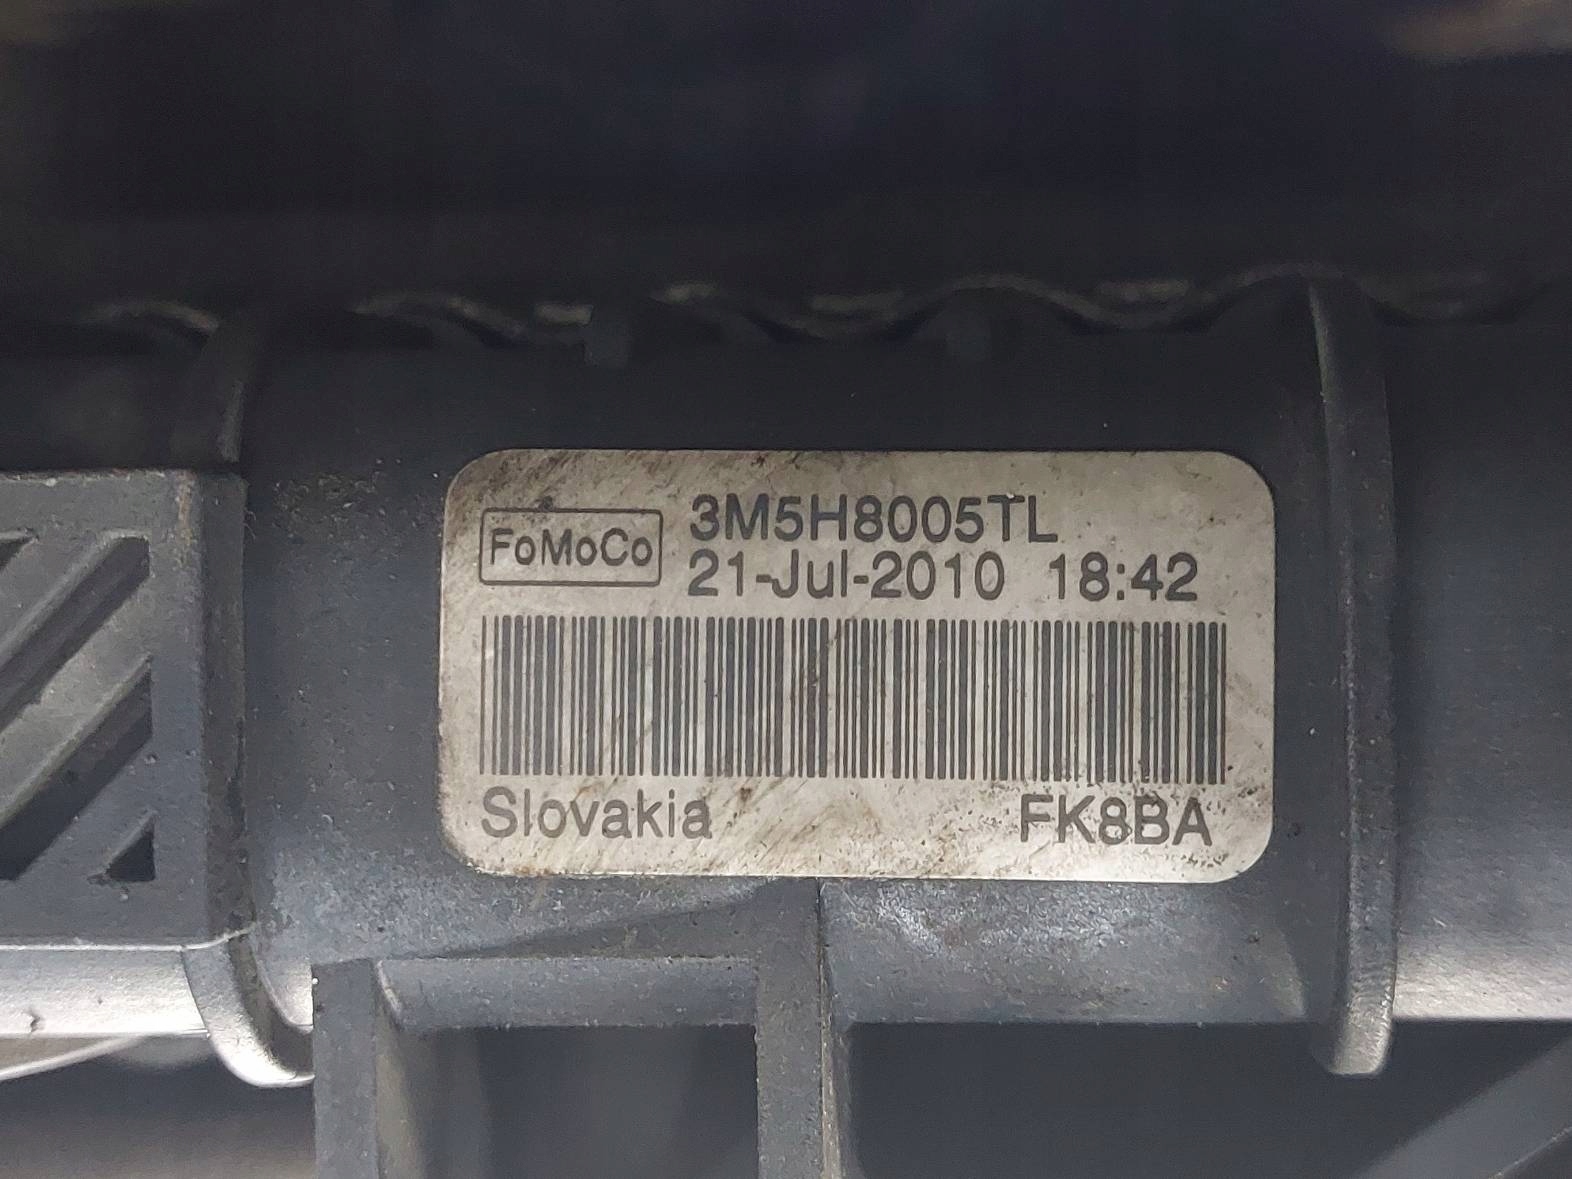 FoMoCo
3M5H8005TL
21-Jul-2010 18:42
Slovakia FK8BA